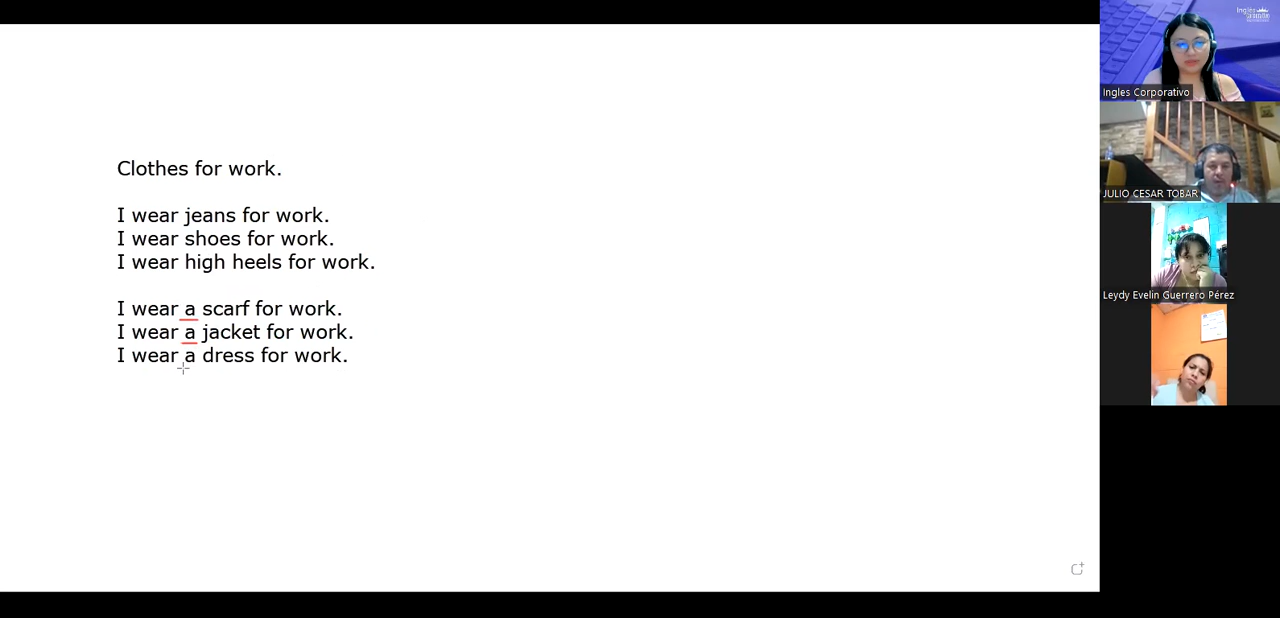 Clothes for work.
I wear jeans for work.
I wear shoes for work.
I wear high heels for work.
I wear a scarf for work.
I wear a jacket for work.
I wear a dress for work.
Ingles Corporativo
JULIO CESAR TOBAR
Leydy Evelin Guerrero Pérez